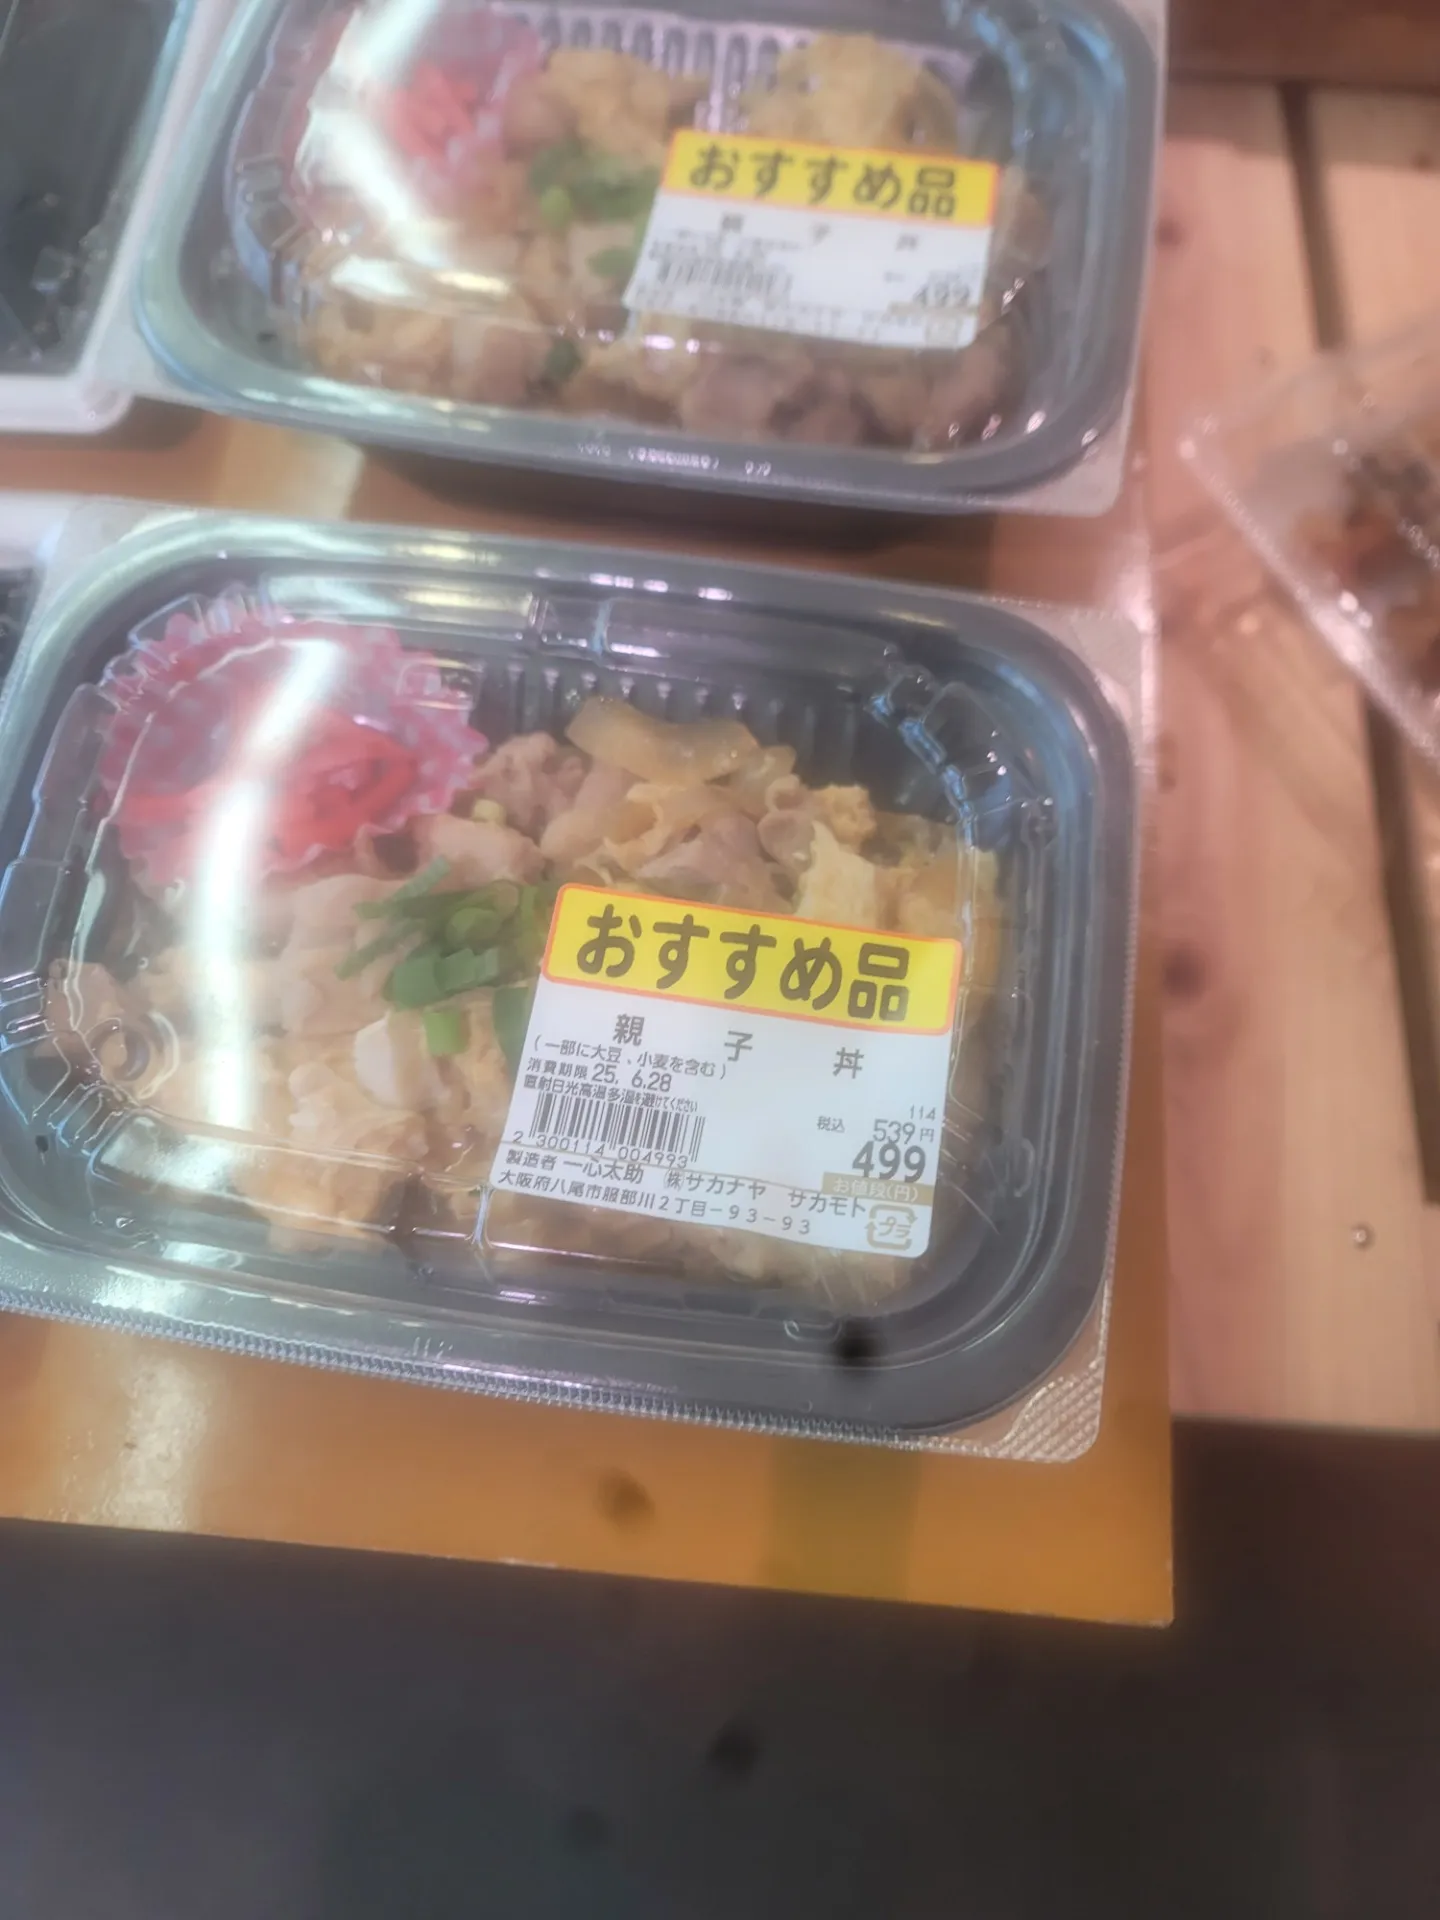 おすすめ品
親 子 丼
499
おすすめ品
親 子 丼
(一部に大豆、小麦を含む)
消費期限 25. 6.28
直射日光高温多湿を避けてください
114
税込 539円
499
お値段(円)
2 300114 004993
製造者 一心太助 ㈱サカナヤ サカモト
大阪府八尾市服部川2丁目-93-93
プラ